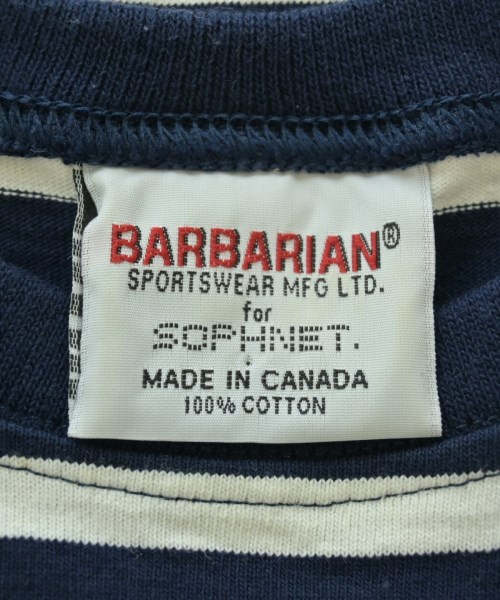 BARBARIAN®
SPORTSWEAR MFG LTD.
for
SOPHNET.
MADE IN CANADA
100% COTTON